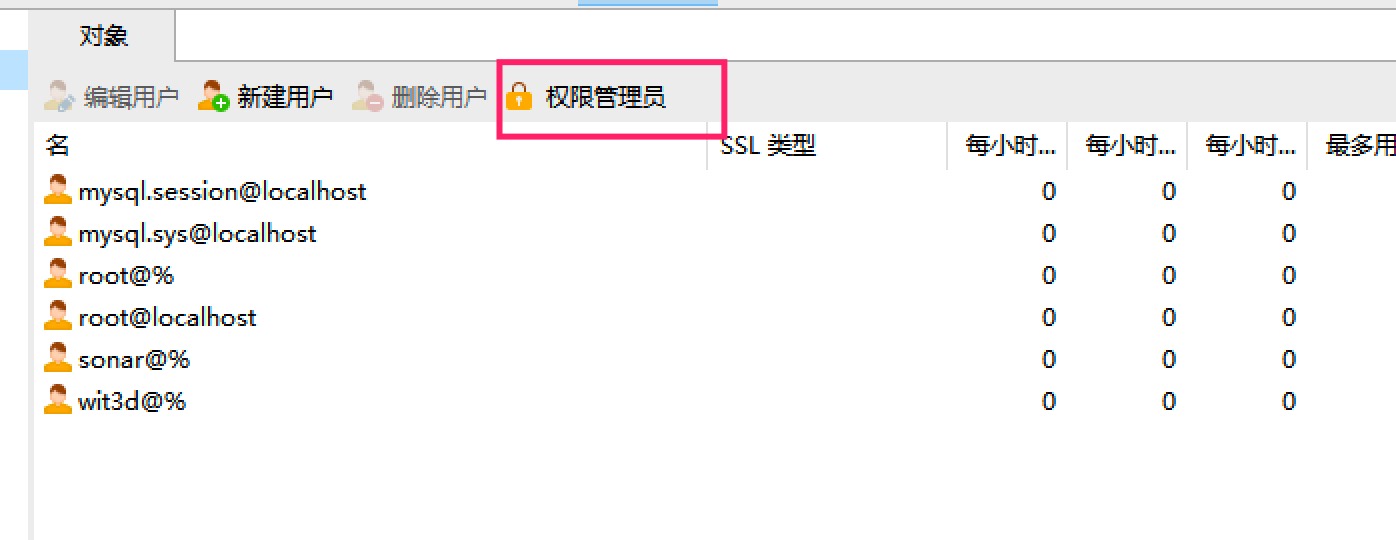 对象
编辑用户 新建用户 删除用户 权限管理员
名 SSL 类型 每小时... 每小时... 每小时... 最多用
mysql.session@localhost 0 0 0
mysql.sys@localhost 0 0 0
root@% 0 0 0
root@localhost 0 0 0
sonar@% 0 0 0
wit3d@% 0 0 0